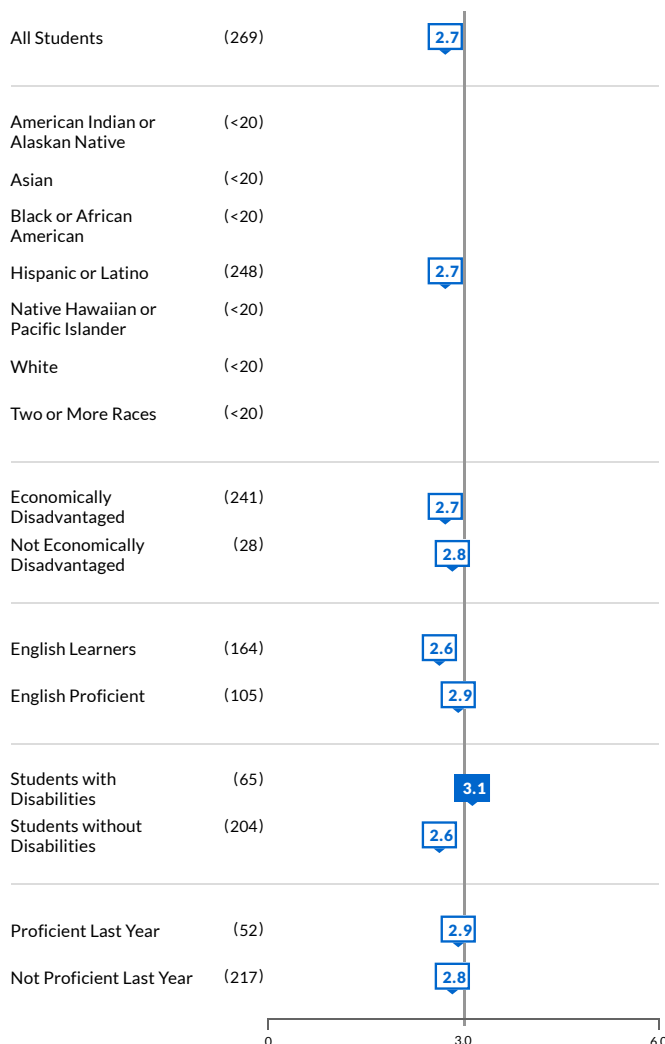 All Students (269) 2.7
American Indian or (<20)
Alaskan Native
Asian (<20)
Black or African (<20)
American
Hispanic or Latino (248) 2.7
Native Hawaiian or (<20)
Pacific Islander
White (<20)
Two or More Races (<20)
Economically (241) 2.7
Disadvantaged
Not Economically (28) 2.8
Disadvantaged
English Learners (164) 2.6
English Proficient (105) 2.9
Students with (65) 3.1
Disabilities
Students without (204) 2.6
Disabilities
Proficient Last Year (52) 2.9
Not Proficient Last Year (217) 2.8
0 3.0 6.0